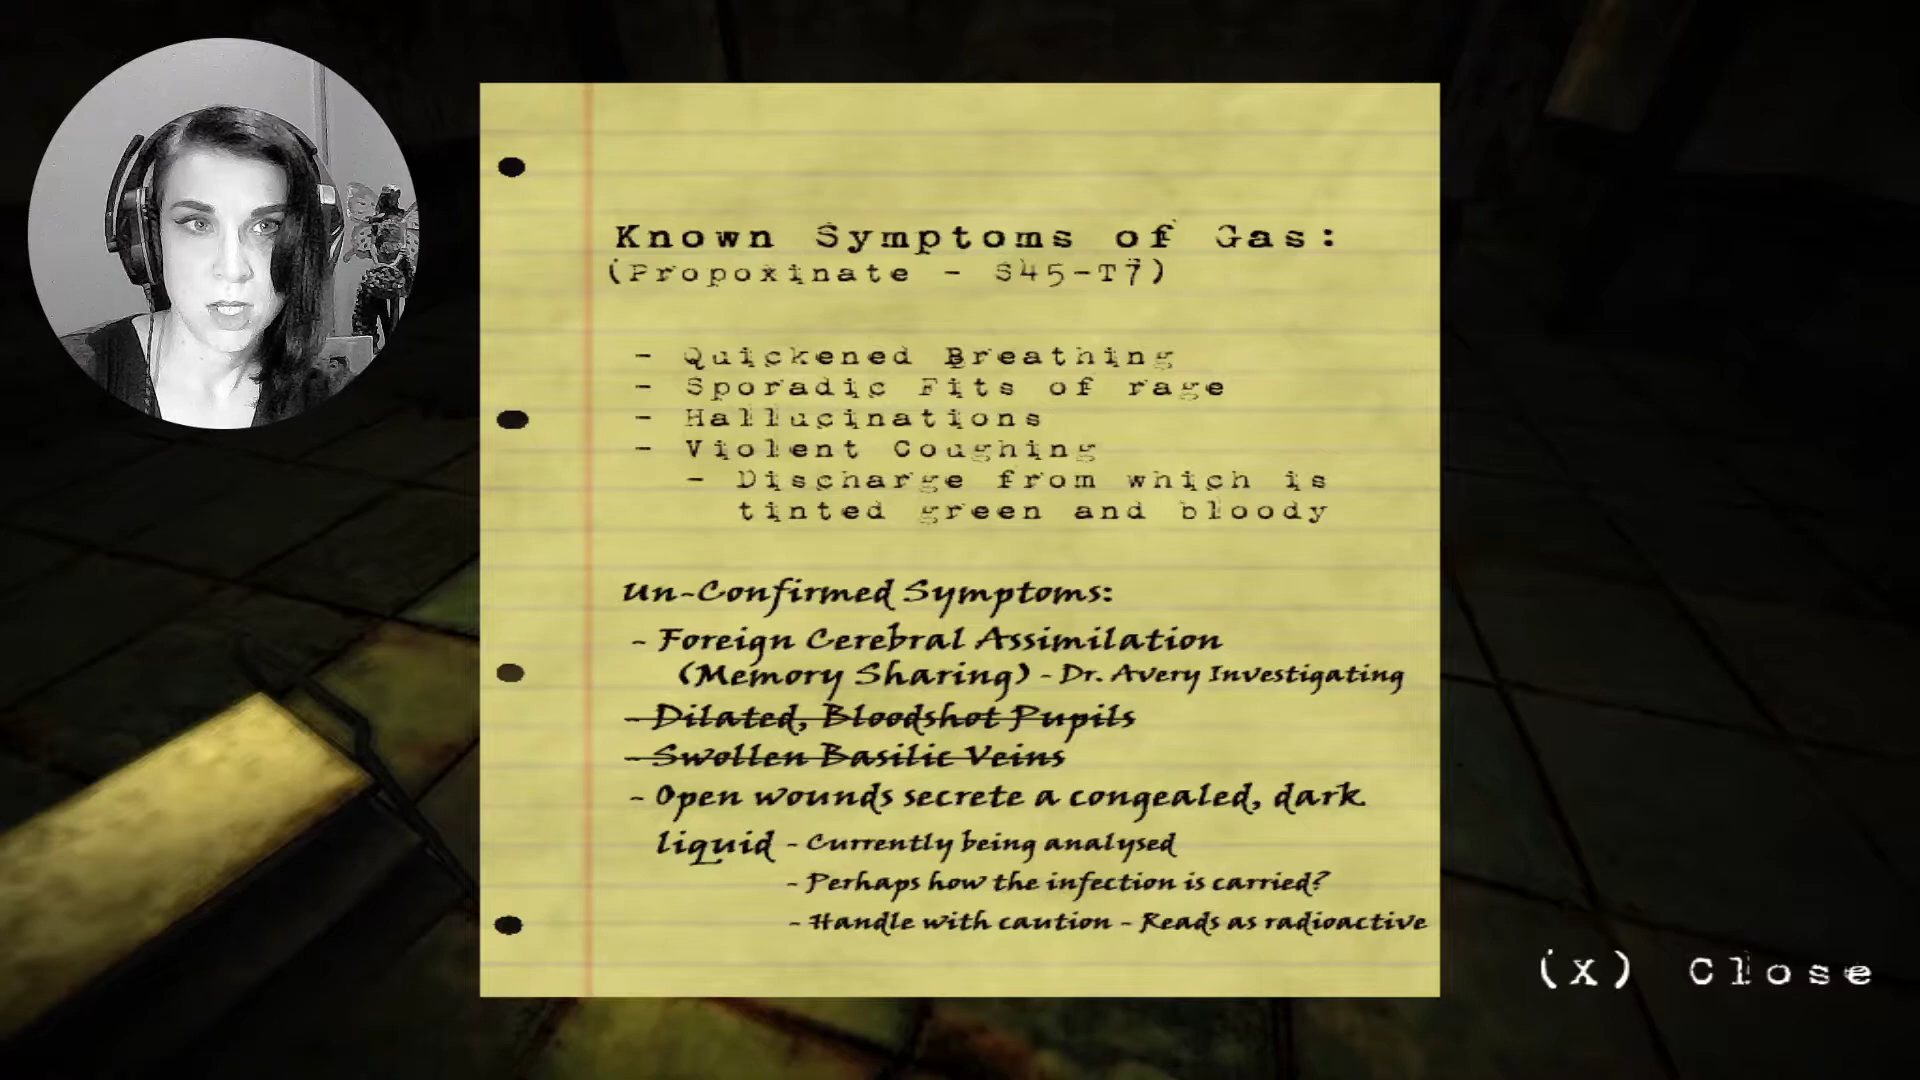 Known Symptoms of Gas:
(Propoxinate - S45-T7)
- Quickened Breathing
- Sporadic Fits of rage
- Hallucinations
- Violent Coughing
- Discharge from which is
tinted green and bloody
Un-Confirmed Symptoms:
- Foreign Cerebral Assimilation
(Memory Sharing) - Dr. Avery Investigating
- Dilated, Bloodshot Pupils
- Swollen Basilic Veins
- Open wounds secrete a congealed, dark
liquid - Currently being analysed
- Perhaps how the infection is carried?
- Handle with caution - Reads as radioactive
(x) Close